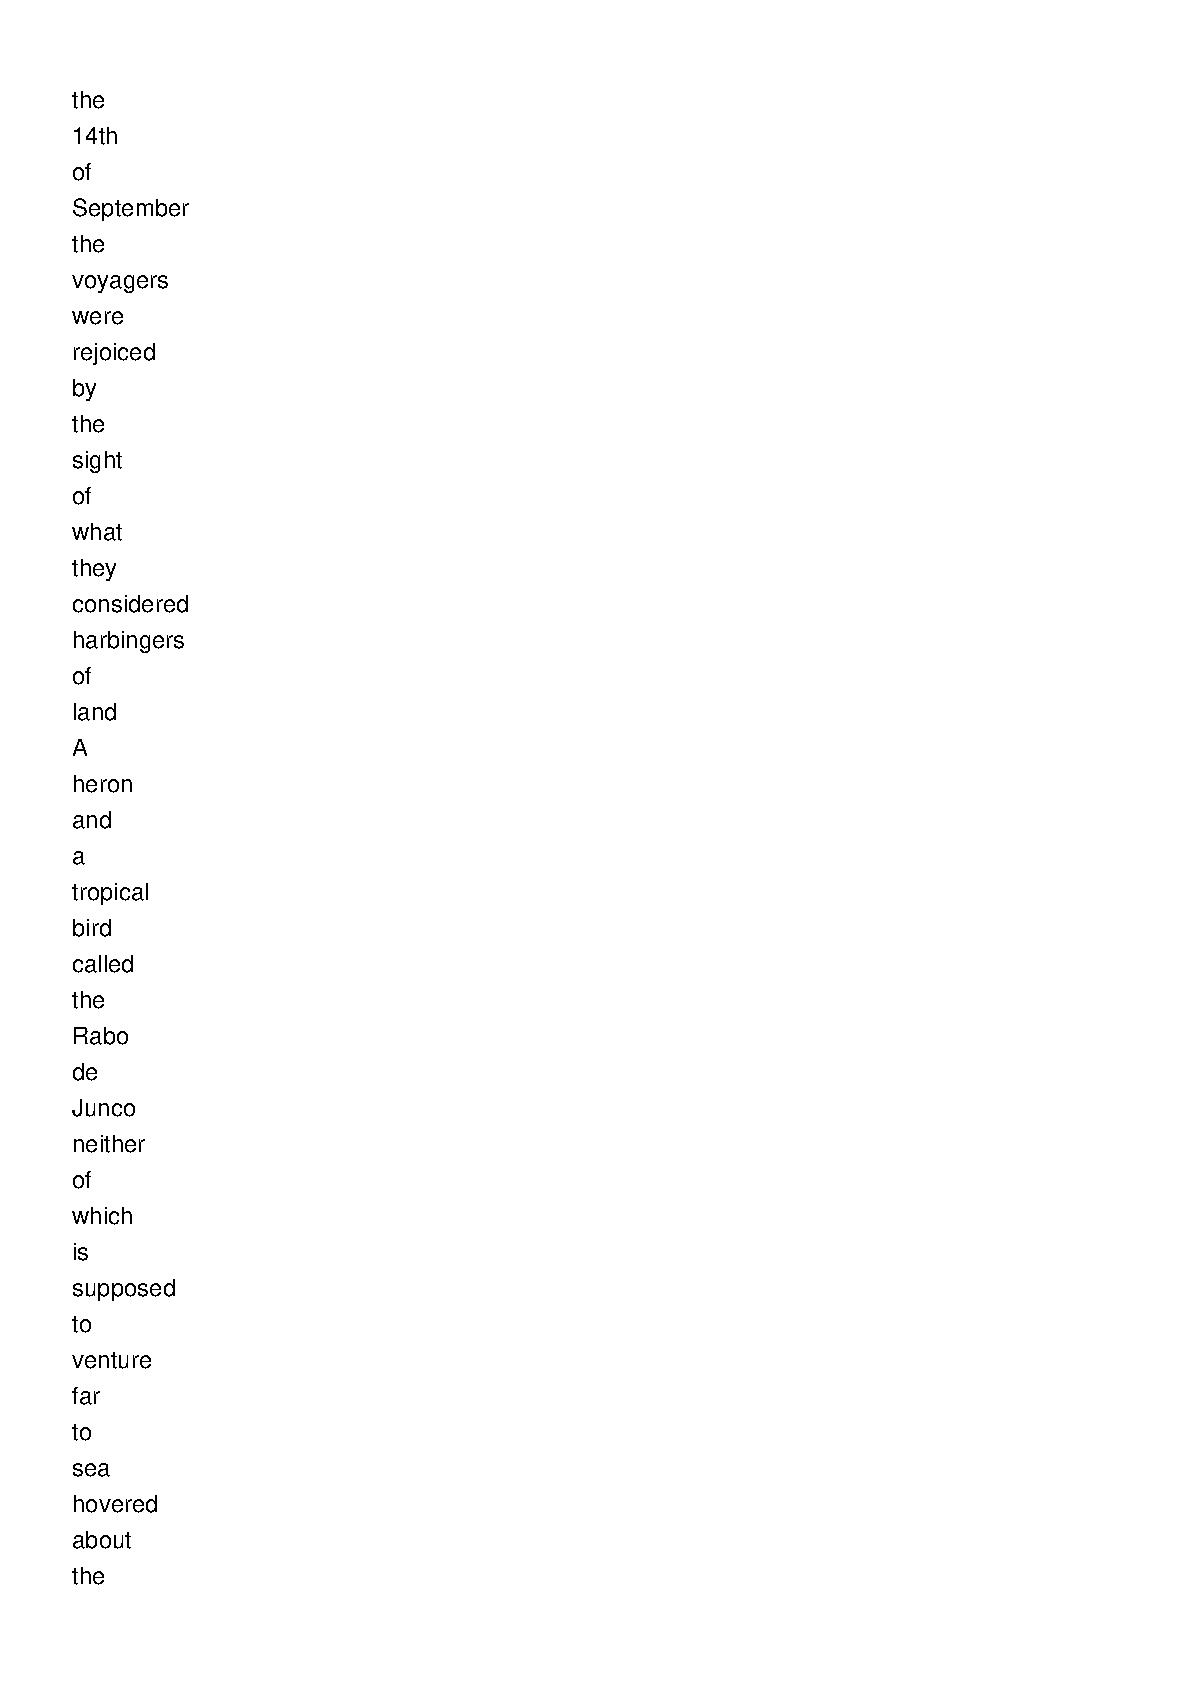 the
14th
of
September
the
voyagers
were
rejoiced
by
the
sight
of
what
they
considered
harbingers
of
land
A
heron
and
a
tropical
bird
called
the
Rabo
de
Junco
neither
of
which
is
supposed
to
venture
far
to
sea
hovered
about
the